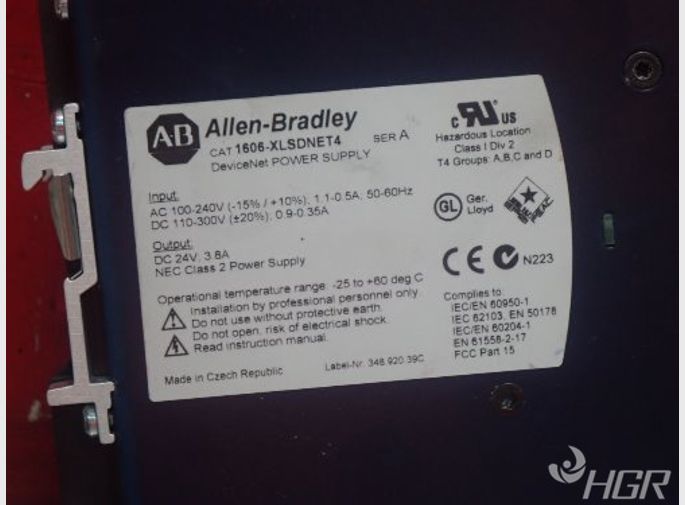 A-B Allen-Bradley
CAT 1606-XLSDNET4 SER A
DeviceNet POWER SUPPLY
Input:
AC 100-240V (-15% / +10%), 1.1-0.5A, 50-60Hz
DC 110-300V (±20%), 0.9-0.35A
Output:
DC 24V, 3.8A
NEC Class 2 Power Supply
Operational temperature range: -25 to +60 deg C
Installation by professional personnel only.
Do not use without protective earth.
Do not open, risk of electrical shock.
Read instruction manual.
Made in Czech Republic
Label-Nr. 348.920.39C
c RU US
Hazardous Location
Class I Div 2
T4 Groups: A,B,C and D
GL Ger.
Lloyd
CE N223
Complies to
IEC/EN 60950-1
IEC 62103, EN 50178
IEC/EN 60204-1
EN 61558-2-17
FCC Part 15
HGR